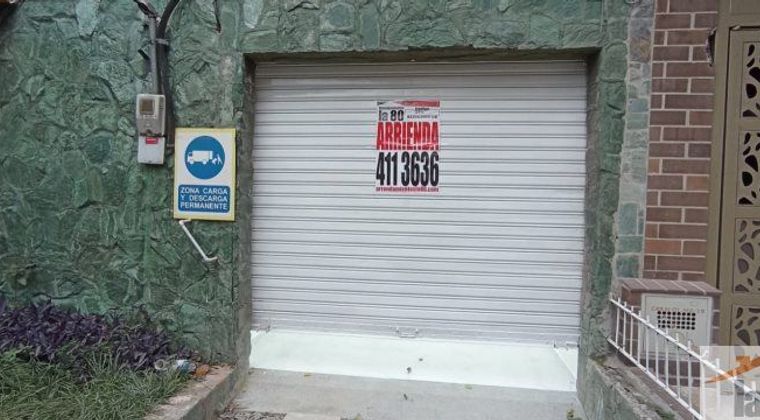 la 80
ARRIENDA
411 3636
ZONA CARGA
Y DESCARGA
PERMANENTE